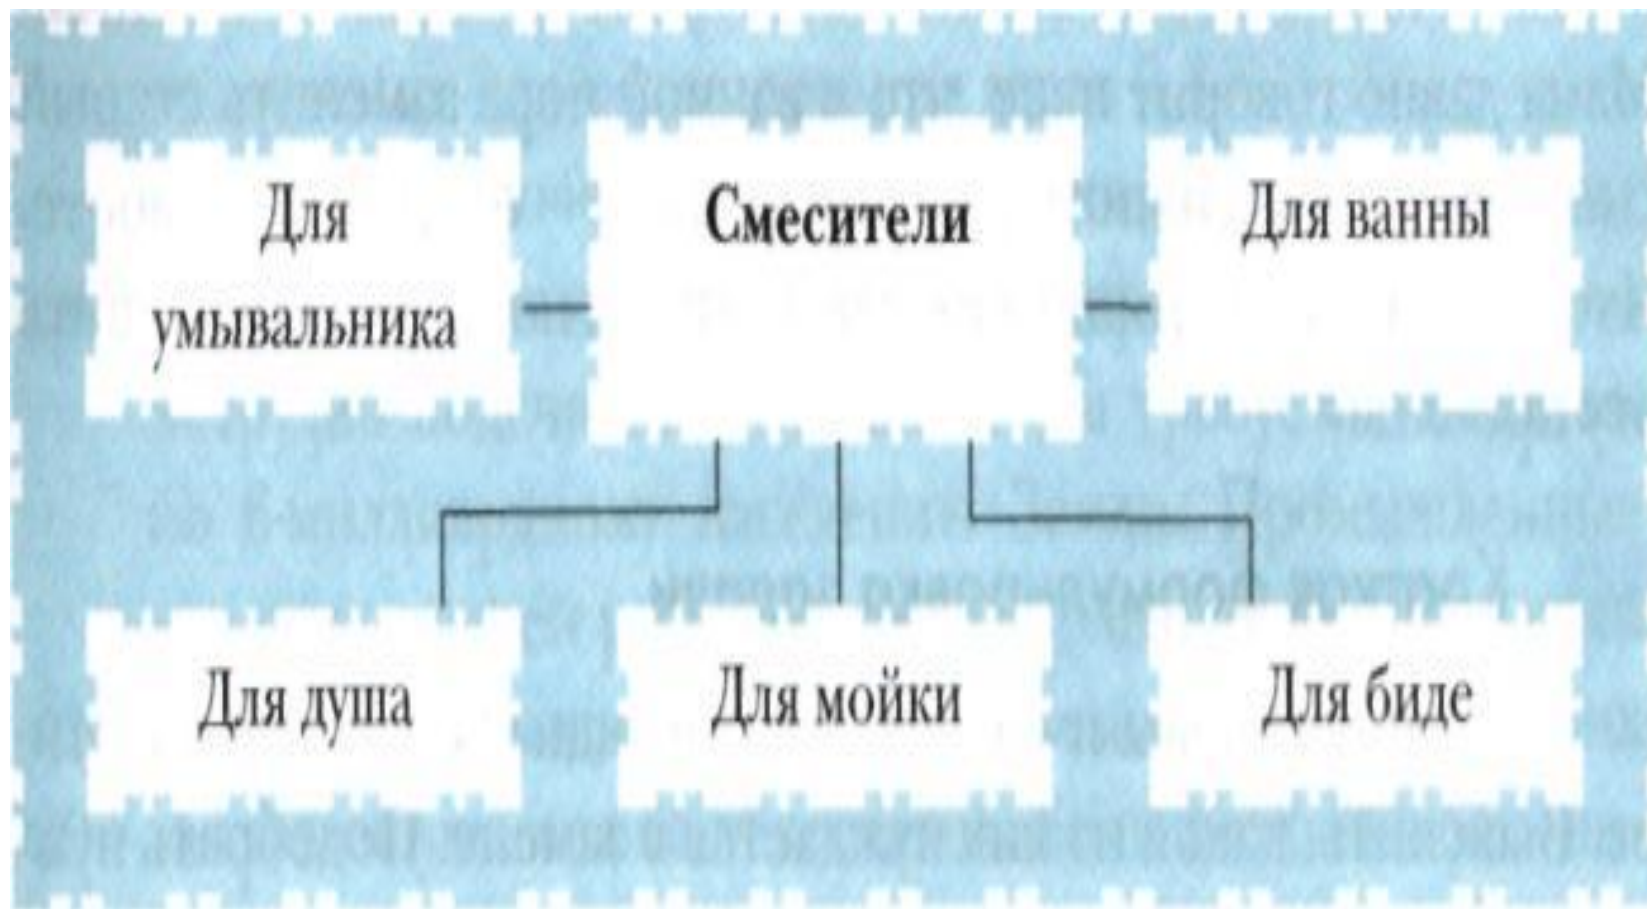 Для
умывальника
Смесители
Для ванны
Для душа
Для мойки
Для биде